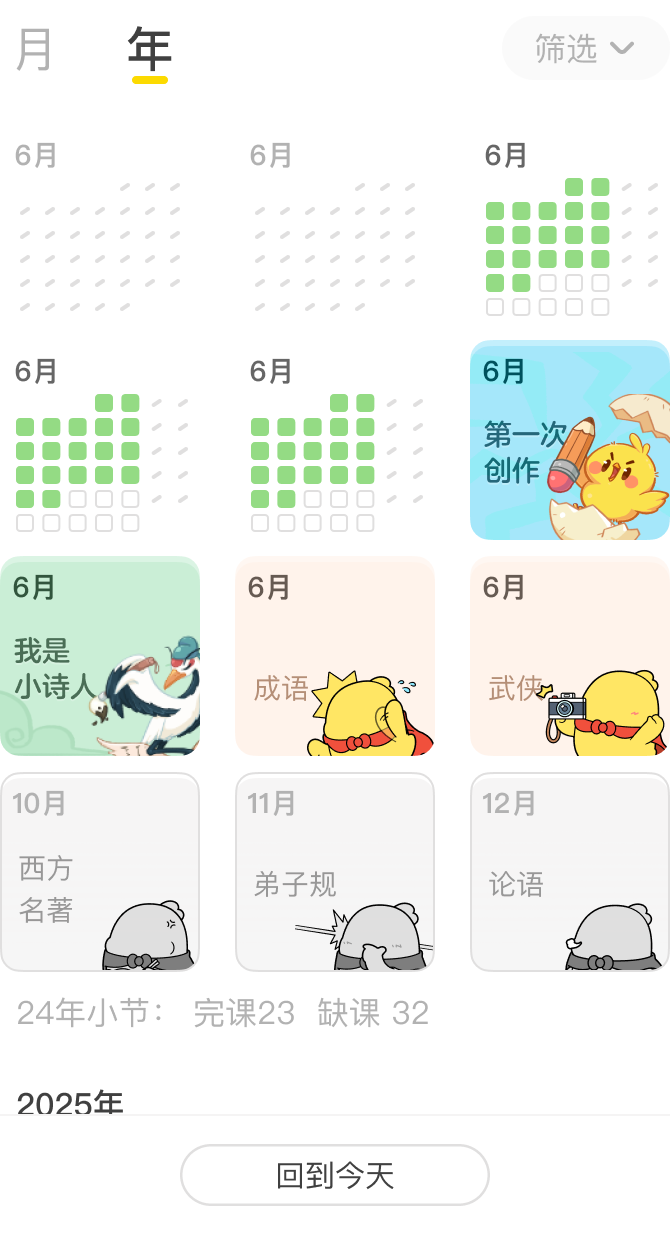 月 年 筛选
6月 6月 6月
6月 6月 6月
第一次
创作
6月 6月 6月
我是
小诗人
成语 武侠
10月 11月 12月
西方
名著
弟子规 论语
24年小节： 完课23 缺课 32
2025年
回到今天